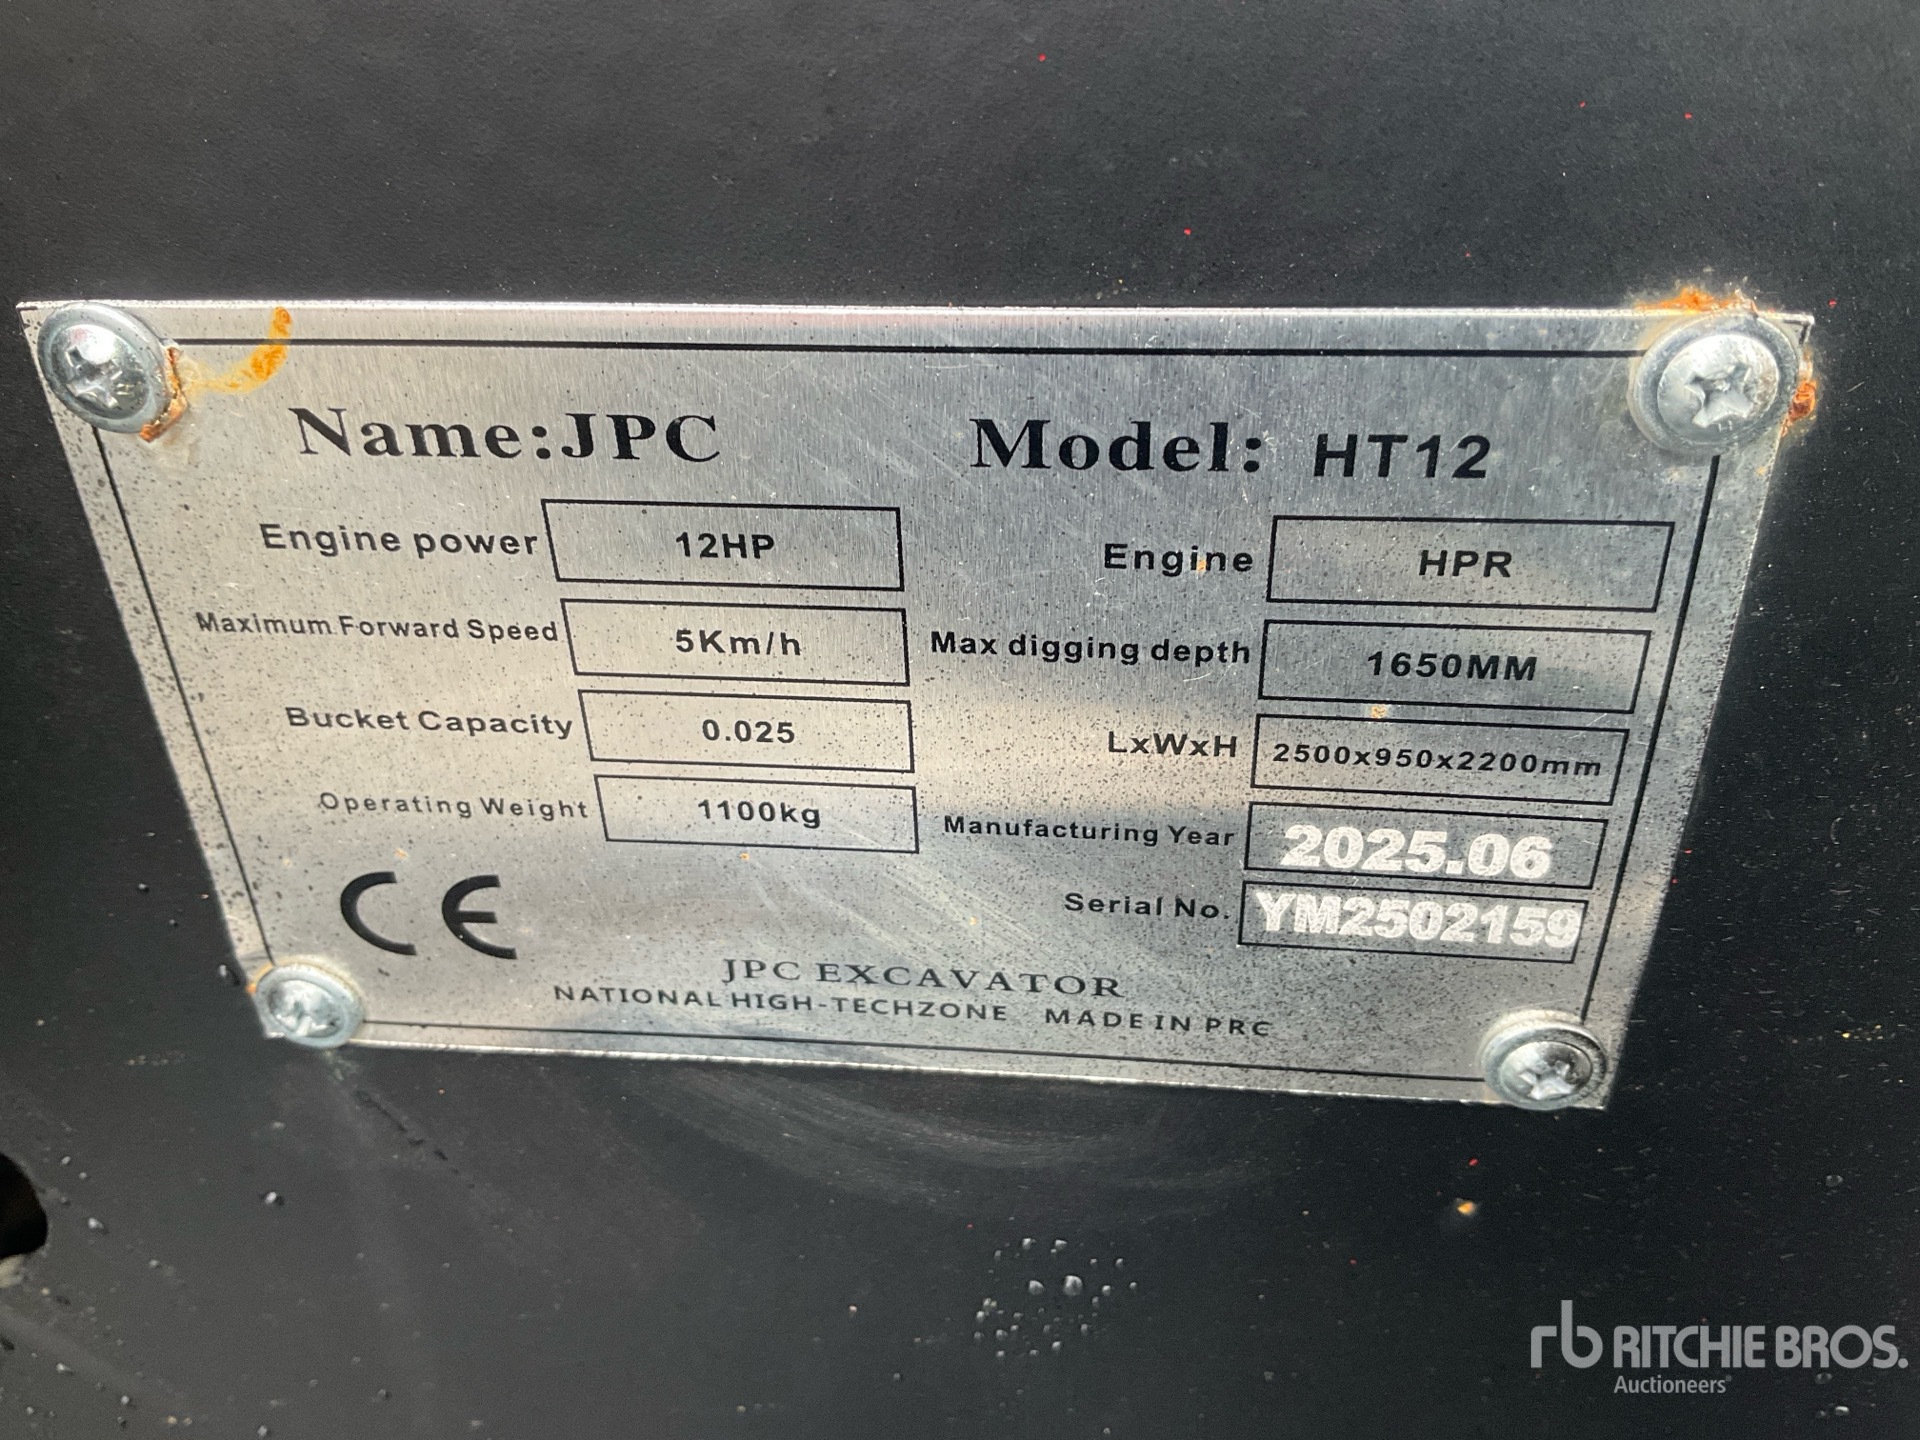 Name:JPC Model: HT12
Engine power 12HP Engine HPR
Maximum Forward Speed 5Km/h Max digging depth 1650MM
Bucket Capacity 0.025 LxWxH 2500x950x2200mm
Operating Weight 1100kg Manufacturing Year 2025.06
CE Serial No. YM2502159
JPC EXCAVATOR
NATIONAL HIGH-TECHZONE MADE IN PRC
rb RITCHIE BROS.
Auctioneers